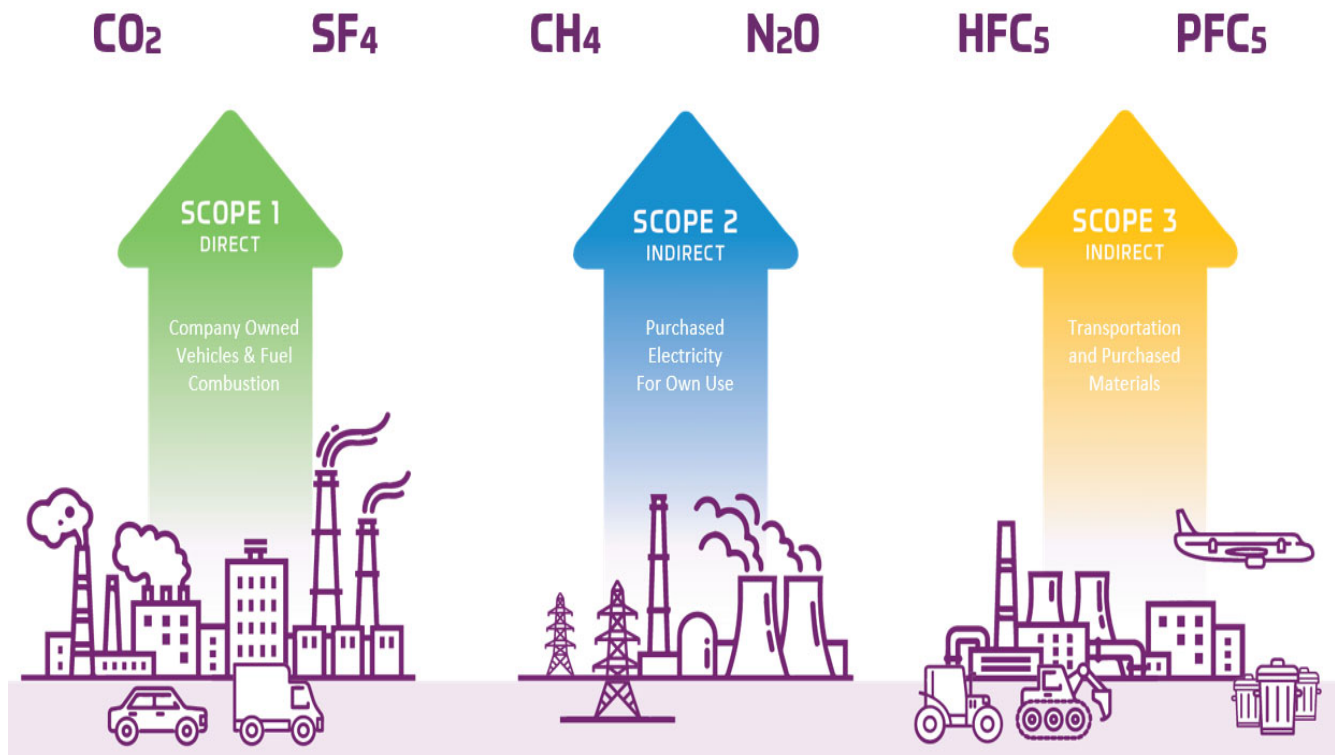 CO₂ SF₄ CH₄ N₂O HFC₅ PFC₅
SCOPE 1
DIRECT
Company Owned
Vehicles & Fuel
Combustion
SCOPE 2
INDIRECT
Purchased
Electricity
For Own Use
SCOPE 3
INDIRECT
Transportation
and Purchased
Materials